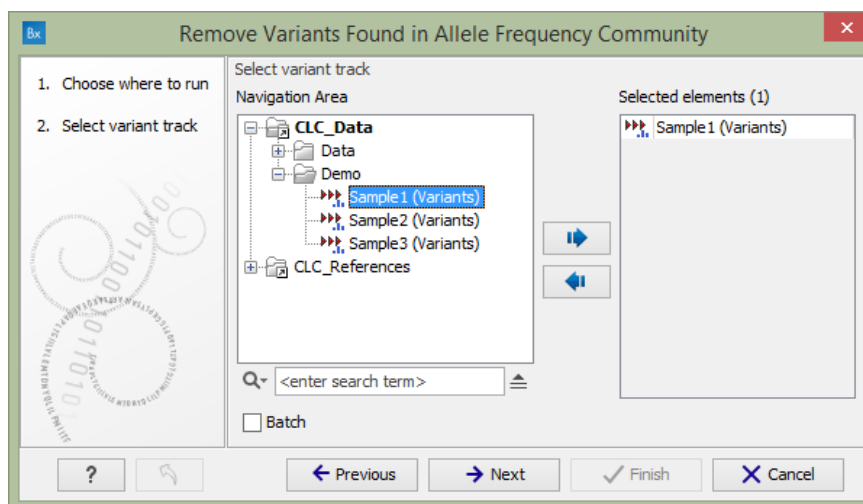 Bx
Remove Variants Found in Allele Frequency Community
1. Choose where to run
2. Select variant track
Select variant track
Navigation Area
CLC_Data
Data
Demo
Sample1 (Variants)
Sample2 (Variants)
Sample3 (Variants)
CLC_References
<enter search term>
Batch
Selected elements (1)
Sample1 (Variants)
?
Previous
Next
Finish
Cancel